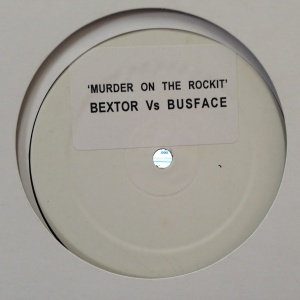 ‘MURDER ON THE ROCKIT’
BEXTOR Vs BUSFACE